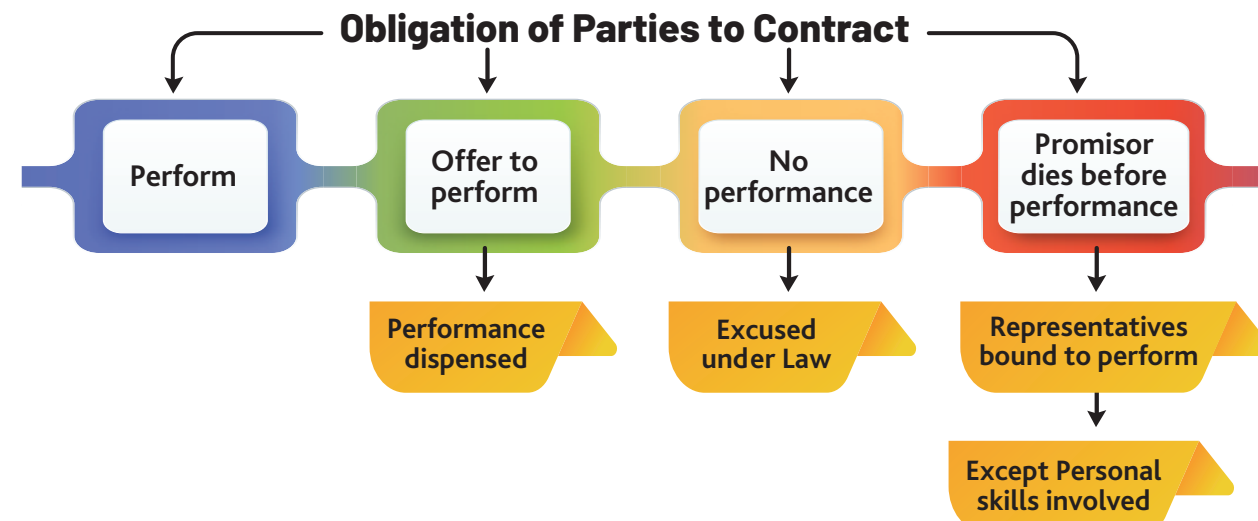 Obligation of Parties to Contract
Perform
Offer to
perform
No
performance
Promisor
dies before
performance
Performance
dispensed
Excused
under Law
Representatives
bound to perform
Except Personal
skills involved